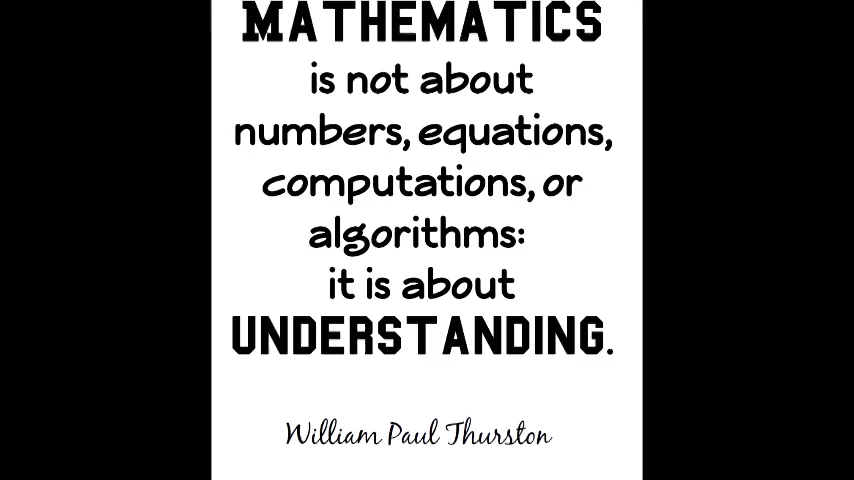 MATHEMATICS
is not about
numbers, equations,
computations, or
algorithms:
it is about
UNDERSTANDING.
William Paul Thurston